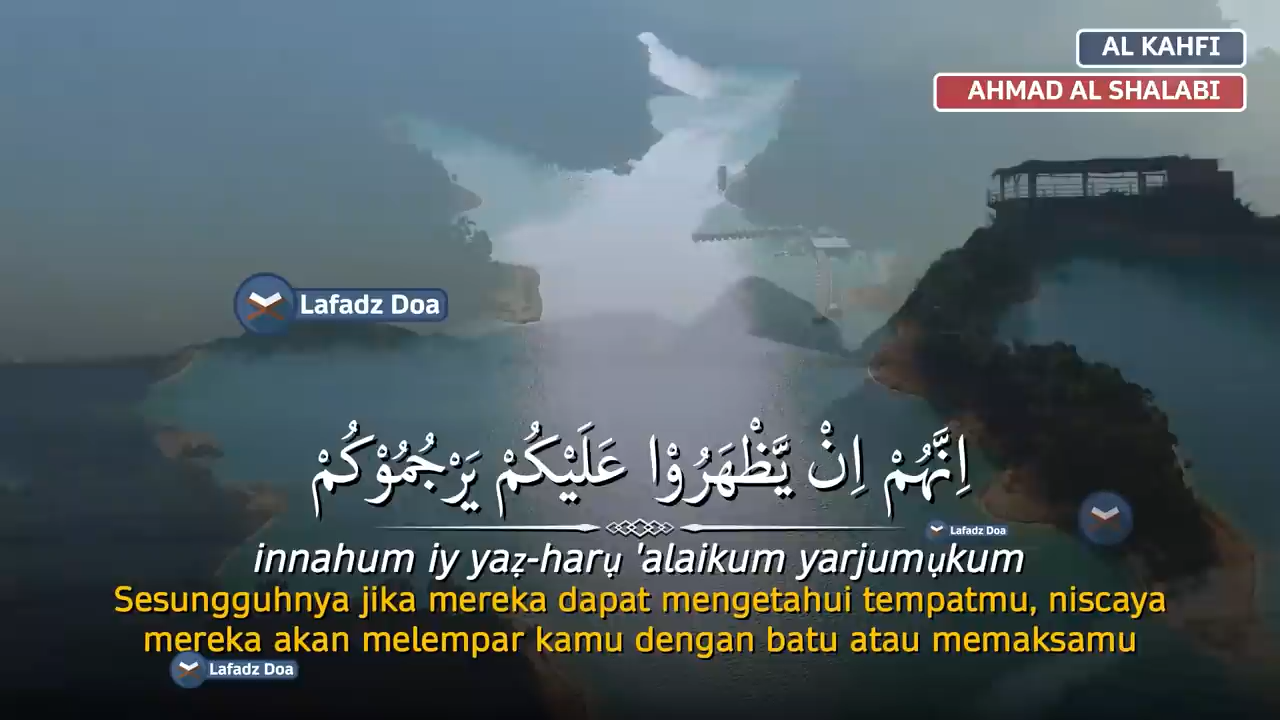 AL KAHFI
AHMAD AL SHALABI
Lafadz Doa
اِنَّهُمْ اِنْ يَّظْهَرُوْا عَلَيْكُمْ يَرْجُمُوْكُمْ
Lafadz Doa
innahum iy yaẓ-harụ 'alaikum yarjumụkum
Sesungguhnya jika mereka dapat mengetahui tempatmu, niscaya
mereka akan melempar kamu dengan batu atau memaksamu
Lafadz Doa